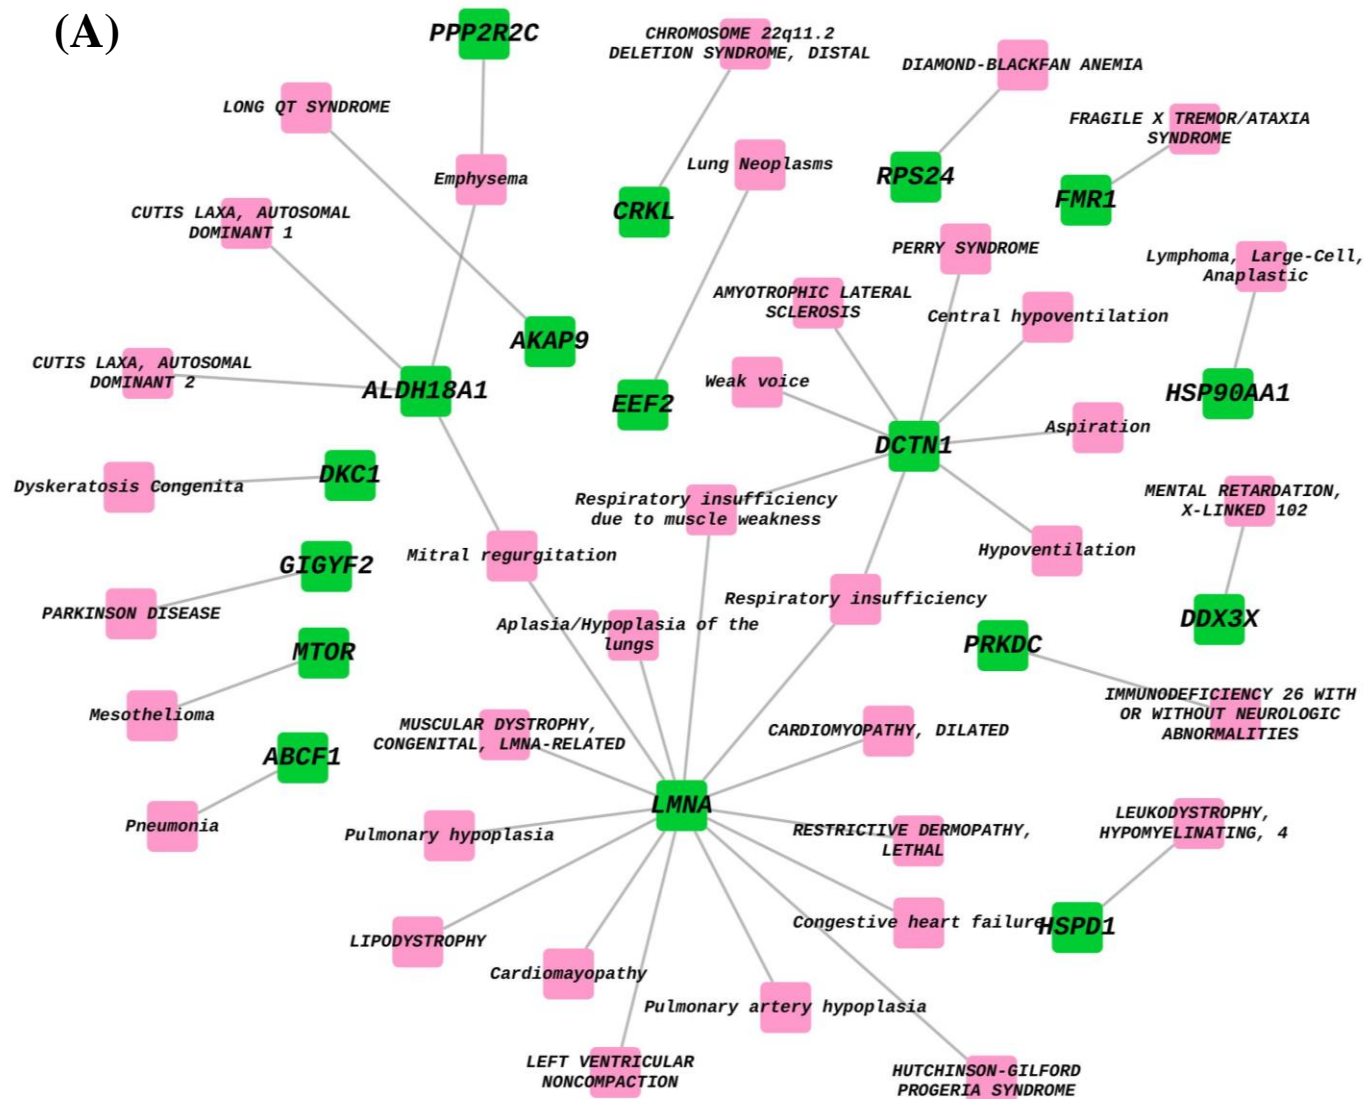 (A)
PPP2R2C
CHROMOSOME 22q11.2
DELETION SYNDROME, DISTAL
DIAMOND-BLACKFAN ANEMIA
LONG QT SYNDROME
FRAGILE X TREMOR/ATAXIA
SYNDROME
Emphysema
Lung Neoplasms
RPS24
FMR1
CUTIS LAXA, AUTOSOMAL
DOMINANT 1
CRKL
PERRY SYNDROME
Lymphoma, Large-Cell,
Anaplastic
AMYOTROPHIC LATERAL
SCLEROSIS
Central hypoventilation
AKAP9
CUTIS LAXA, AUTOSOMAL
DOMINANT 2
ALDH18A1
EEF2
Weak voice
HSP90AA1
DCTN1
Aspiration
Dyskeratosis Congenita
DKC1
Respiratory insufficiency
due to muscle weakness
MENTAL RETARDATION,
X-LINKED 102
Mitral regurgitation
Hypoventilation
GIGYF2
PARKINSON DISEASE
Respiratory insufficiency
Aplasia/Hypoplasia of the
lungs
DDX3X
MTOR
PRKDC
Mesothelioma
MUSCULAR DYSTROPHY,
CONGENITAL, LMNA-RELATED
CARDIOMYOPATHY, DILATED
IMMUNODEFICIENCY 26 WITH
OR WITHOUT NEUROLOGIC
ABNORMALITIES
ABCF1
LMNA
Pneumonia
Pulmonary hypoplasia
RESTRICTIVE DERMOPATHY,
LETHAL
LEUKODYSTROPHY,
HYPOMYELINATING, 4
LIPODYSTROPHY
Congestive heart failure
HSPD1
Cardiomayopathy
Pulmonary artery hypoplasia
LEFT VENTRICULAR
NONCOMPACTION
HUTCHINSON-GILFORD
PROGERIA SYNDROME